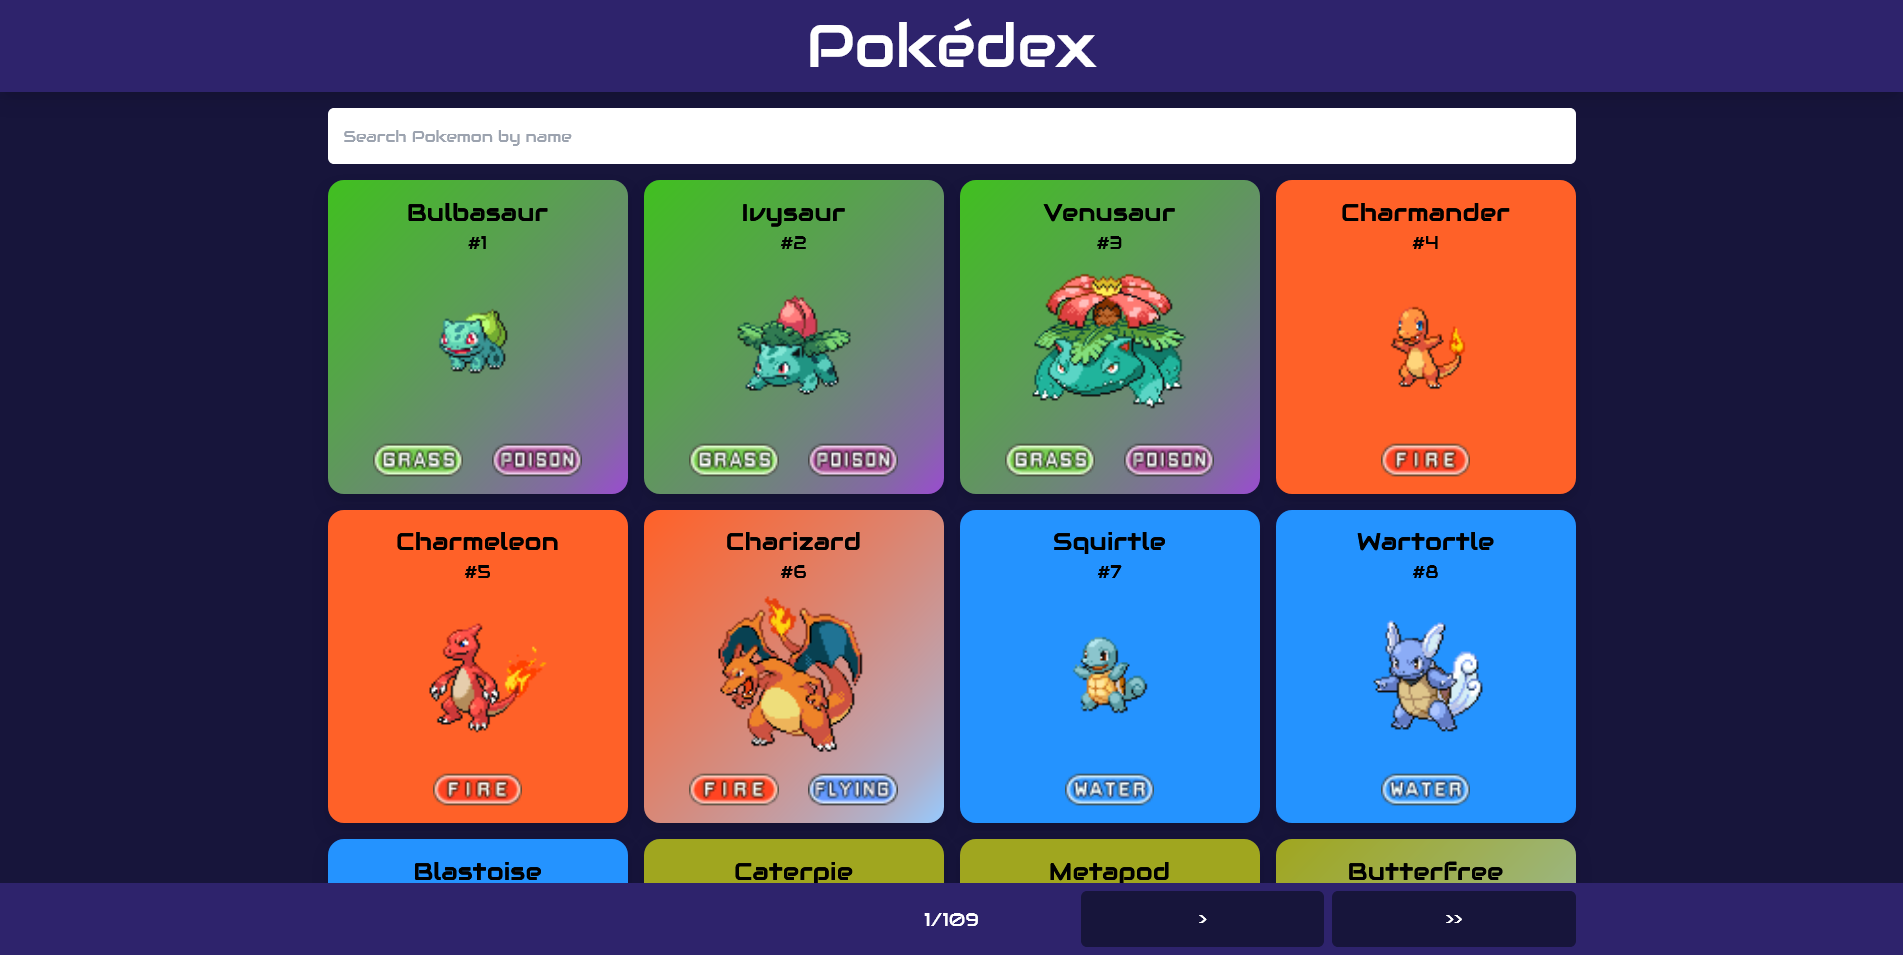 Pokédex
Search Pokemon by name
Bulbasaur
#1
GRASS POISON
Ivysaur
#2
GRASS POISON
Venusaur
#3
GRASS POISON
Charmander
#4
FIRE
Charmeleon
#5
FIRE
Charizard
#6
FIRE FLYING
Squirtle
#7
WATER
Wartortle
#8
WATER
Blastoise
Caterpie
Metapod
Butterfree
1/109
>
>>